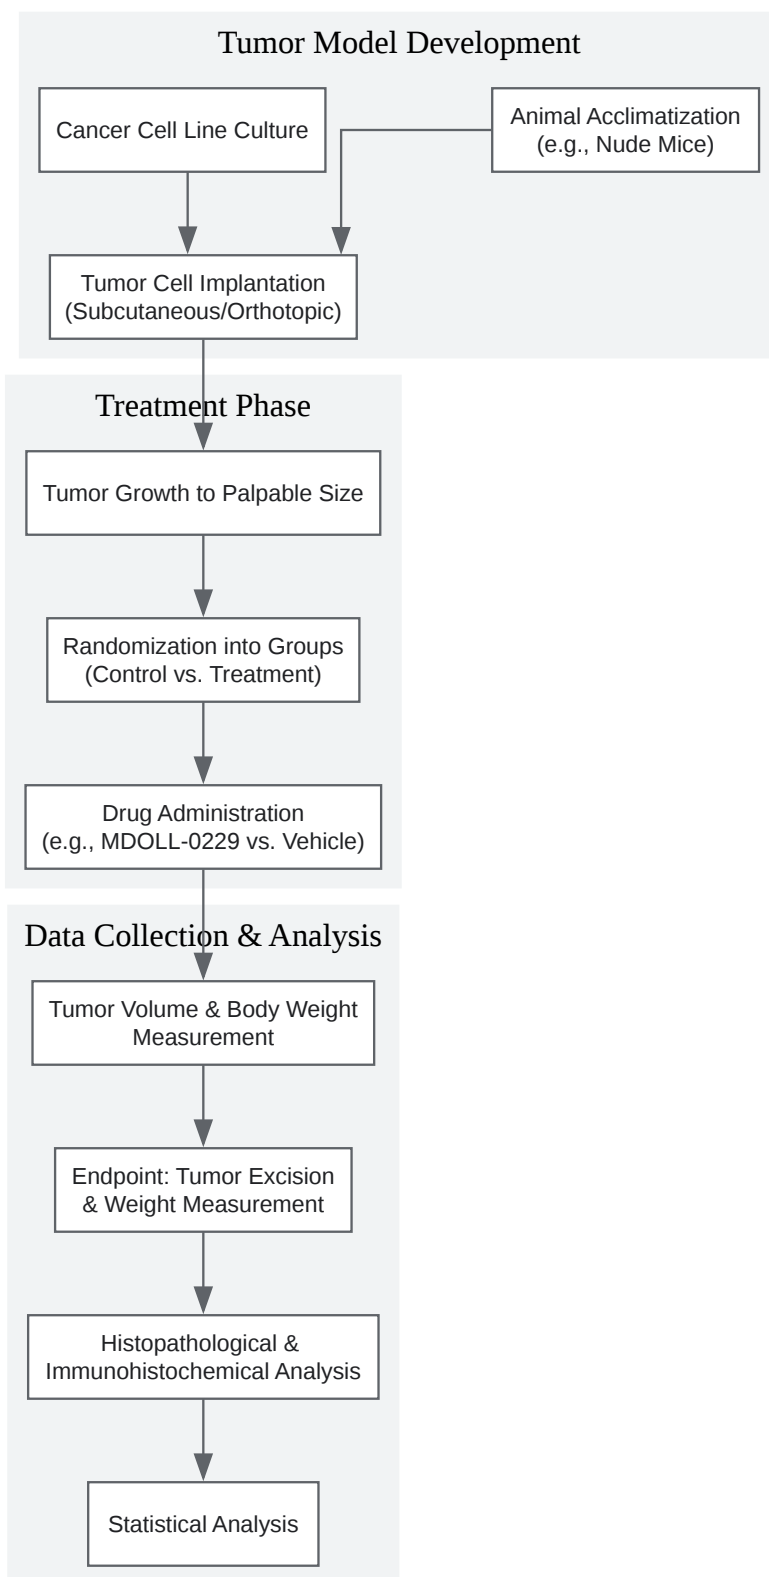 Tumor Model Development
Cancer Cell Line Culture
Animal Acclimatization
(e.g., Nude Mice)
Tumor Cell Implantation
(Subcutaneous/Orthotopic)
Treatment Phase
Tumor Growth to Palpable Size
Randomization into Groups
(Control vs. Treatment)
Drug Administration
(e.g., MDOLL-0229 vs. Vehicle)
Data Collection & Analysis
Tumor Volume & Body Weight
Measurement
Endpoint: Tumor Excision
& Weight Measurement
Histopathological &
Immunohistochemical Analysis
Statistical Analysis